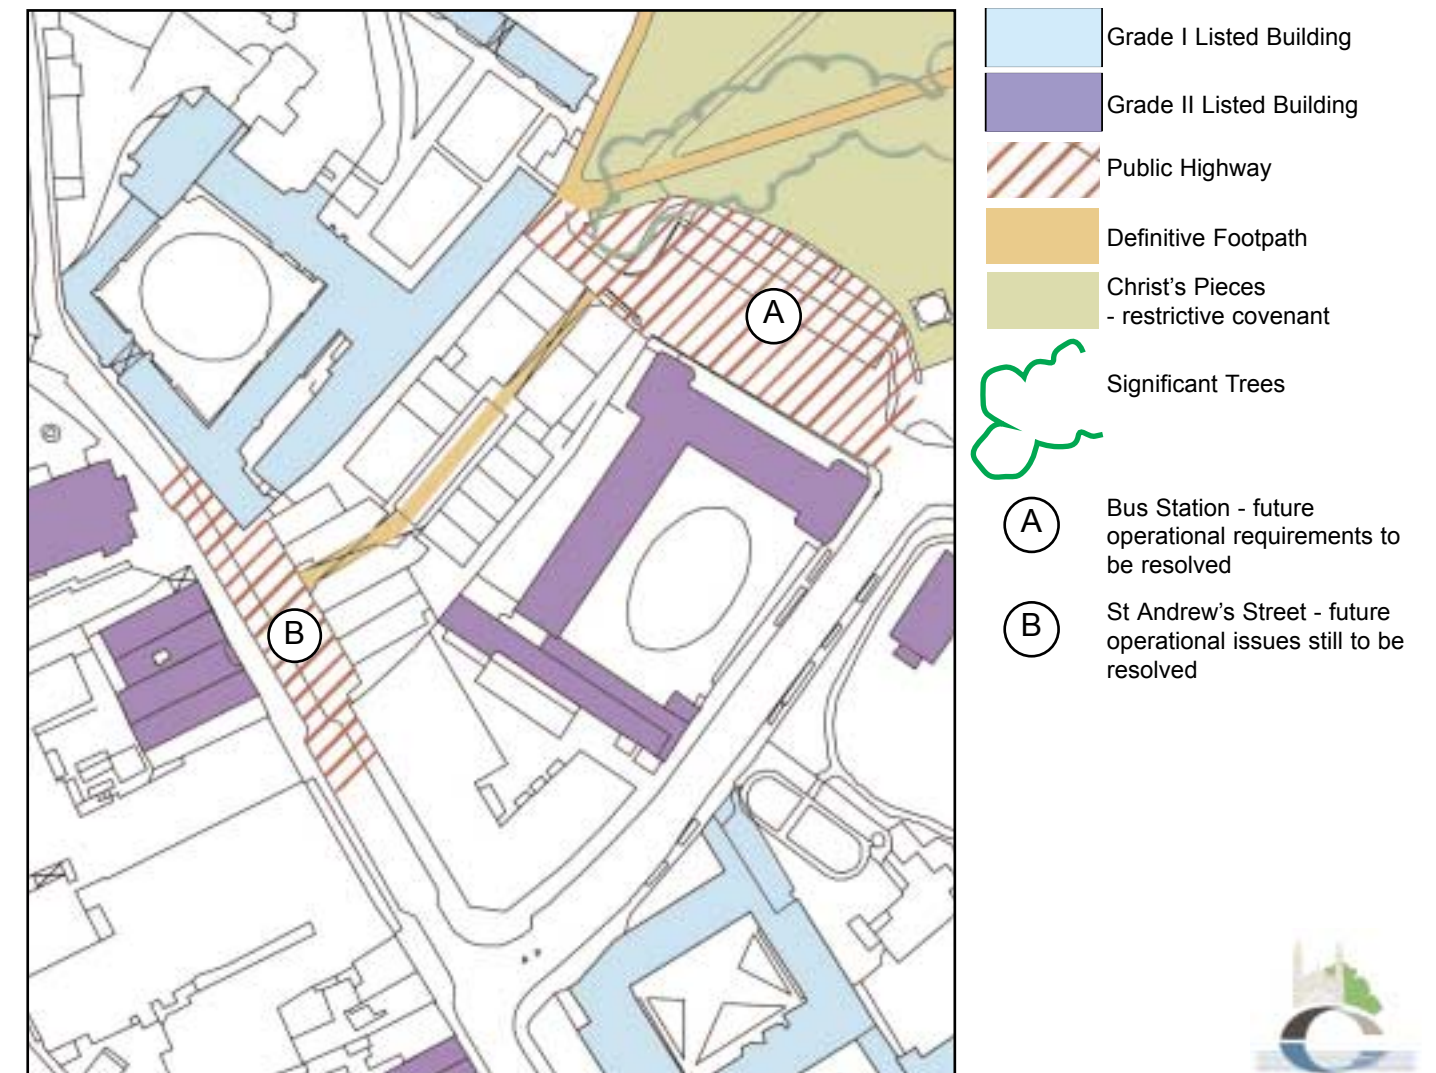 Grade I Listed Building
Grade II Listed Building
Public Highway
Definitive Footpath
Christ's Pieces
- restrictive covenant
Significant Trees
A
Bus Station - future
operational requirements to
be resolved
B
St Andrew's Street - future
operational issues still to be
resolved
A
B